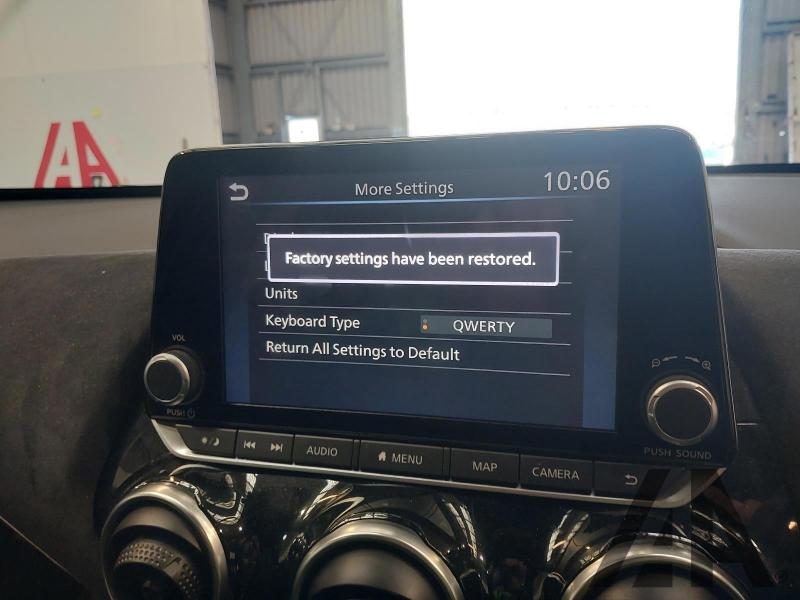 AA
More Settings 10:06
Factory settings have been restored.
Units
Keyboard Type QWERTY
Return All Settings to Default
VOL
PUSH
PUSH SOUND
AUDIO MENU MAP CAMERA